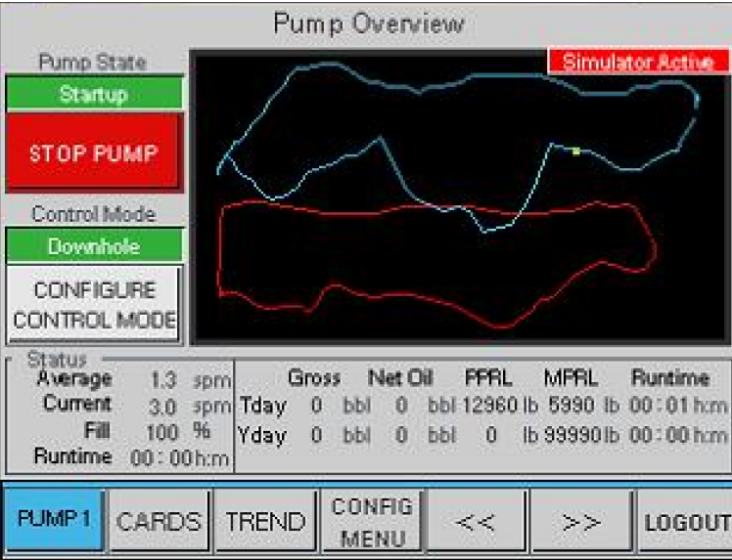 Pump Overview
Pump State
Startup
STOP PUMP
Control Mode
Downhole
CONFIGURE
CONTROL MODE
Simulator Active
Status
Average 1.3 spm
Current 3.0 spm
Fill 100 %
Runtime 00:00 h:m
Gross Net Oil PPRL MPRL Runtime
Tday 0 bbl 0 bbl 12960 lb 5990 lb 00:01 h:m
Yday 0 bbl 0 bbl 0 lb 99990 lb 00:00 h:m
PUMP 1 CARDS TREND CONFIG MENU << >> LOGOUT